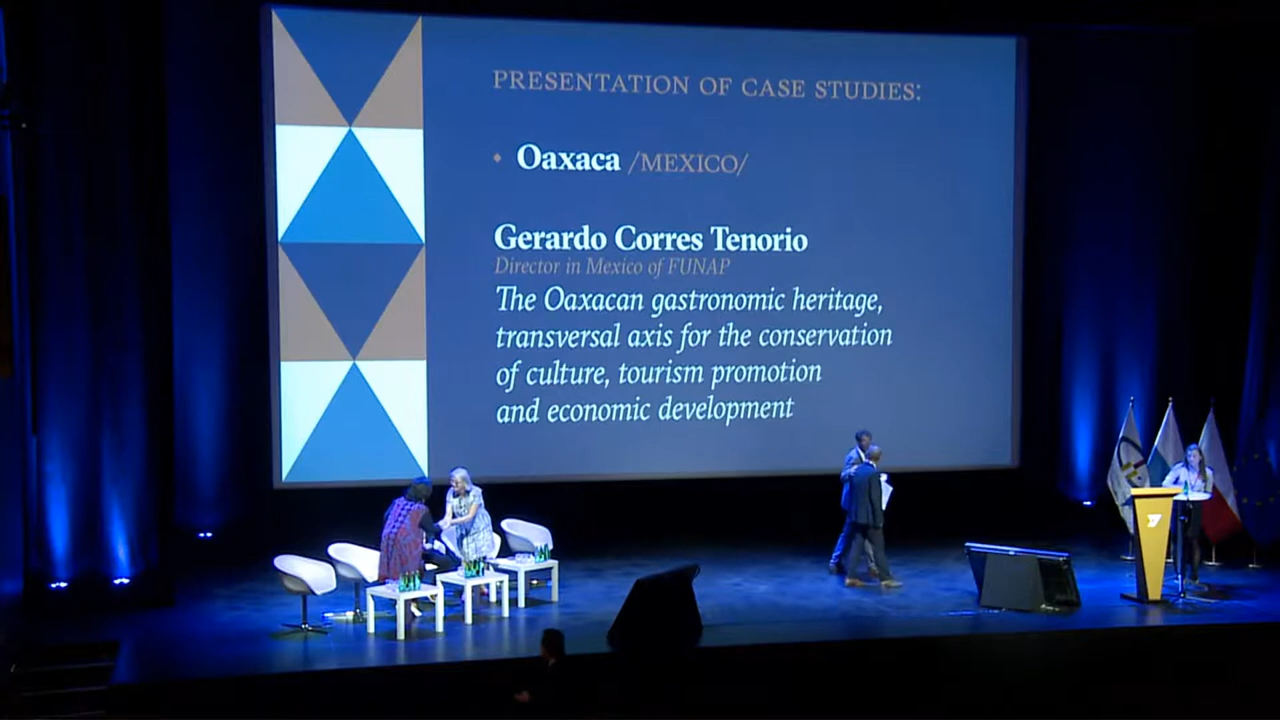 PRESENTATION OF CASE STUDIES:
Oaxaca /MEXICO/
Gerardo Corres Tenorio
Director in Mexico of FUNAP
The Oaxacan gastronomic heritage,
transversal axis for the conservation
of culture, tourism promotion
and economic development